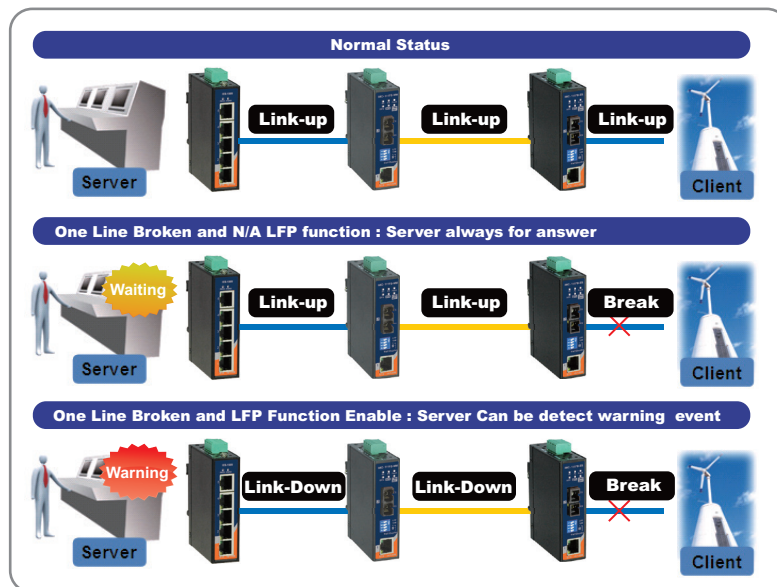 Normal Status
Link-up
Link-up
Link-up
Server
Client
One Line Broken and N/A LFP function : Server always for answer
Waiting
Link-up
Link-up
Break
Server
Client
One Line Broken and LFP Function Enable : Server Can be detect warning event
Warning
Link-Down
Link-Down
Break
Server
Client